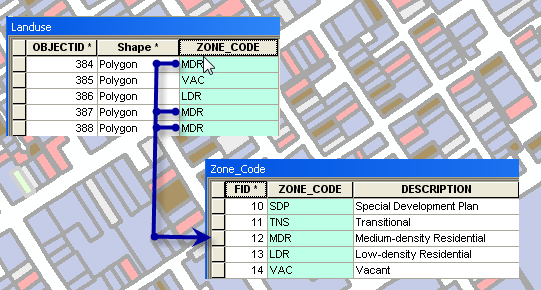 Landuse
OBJECTID * Shape * ZONE_CODE
384 Polygon MDR
385 Polygon VAC
386 Polygon LDR
387 Polygon MDR
388 Polygon MDR
Zone_Code
FID * ZONE_CODE DESCRIPTION
10 SDP Special Development Plan
11 TNS Transitional
12 MDR Medium-density Residential
13 LDR Low-density Residential
14 VAC Vacant